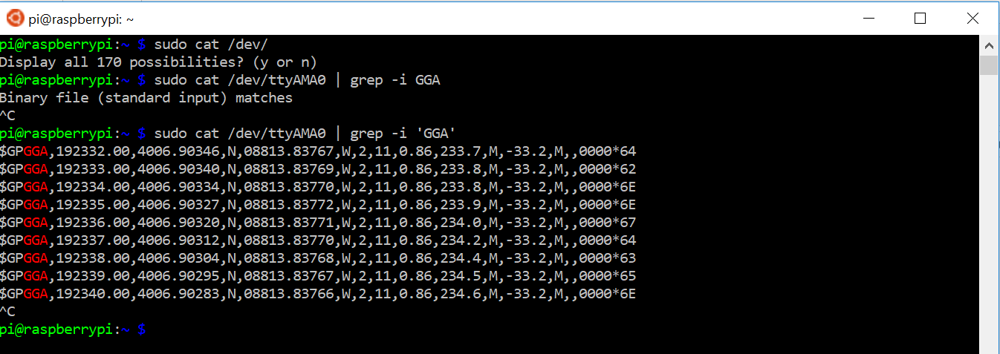 pi@raspberrypi: ~
pi@raspberrypi:~ $ sudo cat /dev/
Display all 170 possibilities? (y or n)
pi@raspberrypi:~ $ sudo cat /dev/ttyAMA0 | grep -i GGA
Binary file (standard input) matches
^C
pi@raspberrypi:~ $ sudo cat /dev/ttyAMA0 | grep -i 'GGA'
$GPGGA,192332.00,4006.90346,N,08813.83767,W,2,11,0.86,233.7,M,-33.2,M,,0000*64
$GPGGA,192333.00,4006.90340,N,08813.83769,W,2,11,0.86,233.8,M,-33.2,M,,0000*62
$GPGGA,192334.00,4006.90334,N,08813.83770,W,2,11,0.86,233.8,M,-33.2,M,,0000*6E
$GPGGA,192335.00,4006.90327,N,08813.83772,W,2,11,0.86,233.9,M,-33.2,M,,0000*6E
$GPGGA,192336.00,4006.90320,N,08813.83771,W,2,11,0.86,234.0,M,-33.2,M,,0000*67
$GPGGA,192337.00,4006.90312,N,08813.83770,W,2,11,0.86,234.2,M,-33.2,M,,0000*64
$GPGGA,192338.00,4006.90304,N,08813.83768,W,2,11,0.86,234.4,M,-33.2,M,,0000*63
$GPGGA,192339.00,4006.90295,N,08813.83767,W,2,11,0.86,234.5,M,-33.2,M,,0000*65
$GPGGA,192340.00,4006.90283,N,08813.83766,W,2,11,0.86,234.6,M,-33.2,M,,0000*6E
^C
pi@raspberrypi:~ $